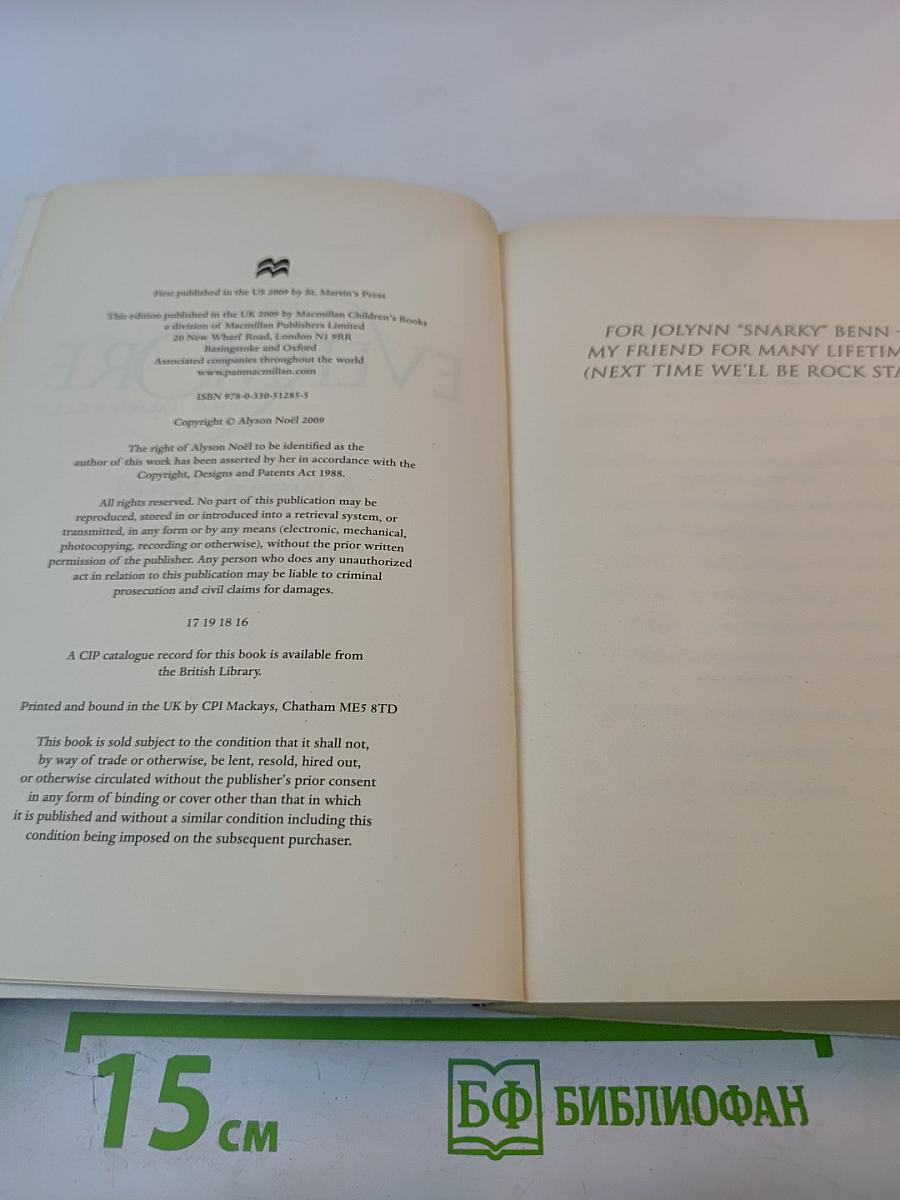 First published in the US 2009 by St. Martin's Press
This edition published in the UK 2009 by Macmillan Children's Books
a division of Macmillan Publishers Limited
20 New Wharf Road, London N1 9RR
Basingstoke and Oxford
Associated companies throughout the world
www.panmacmillan.com
ISBN 978-0-330-51285-5
Copyright © Alyson Noël 2009
The right of Alyson Noël to be identified as the
author of this work has been asserted by her in accordance with the
Copyright, Designs and Patents Act 1988.
All rights reserved. No part of this publication may be
reproduced, stored in or introduced into a retrieval system, or
transmitted, in any form or by any means (electronic, mechanical,
photocopying, recording or otherwise), without the prior written
permission of the publisher. Any person who does any unauthorized
act in relation to this publication may be liable to criminal
prosecution and civil claims for damages.
17 19 18 16
A CIP catalogue record for this book is available from
the British Library.
Printed and bound in the UK by CPI Mackays, Chatham ME5 8TD
This book is sold subject to the condition that it shall not,
by way of trade or otherwise, be lent, resold, hired out,
or otherwise circulated without the publisher's prior consent
in any form of binding or cover other than that in which
it is published and without a similar condition including this
condition being imposed on the subsequent purchaser.
FOR JOLYNN "SNARKY" BENN –
MY FRIEND FOR MANY LIFETIM
(NEXT TIME WE'LL BE ROCK STA
15 СМ
БФ БИБЛИОФАН